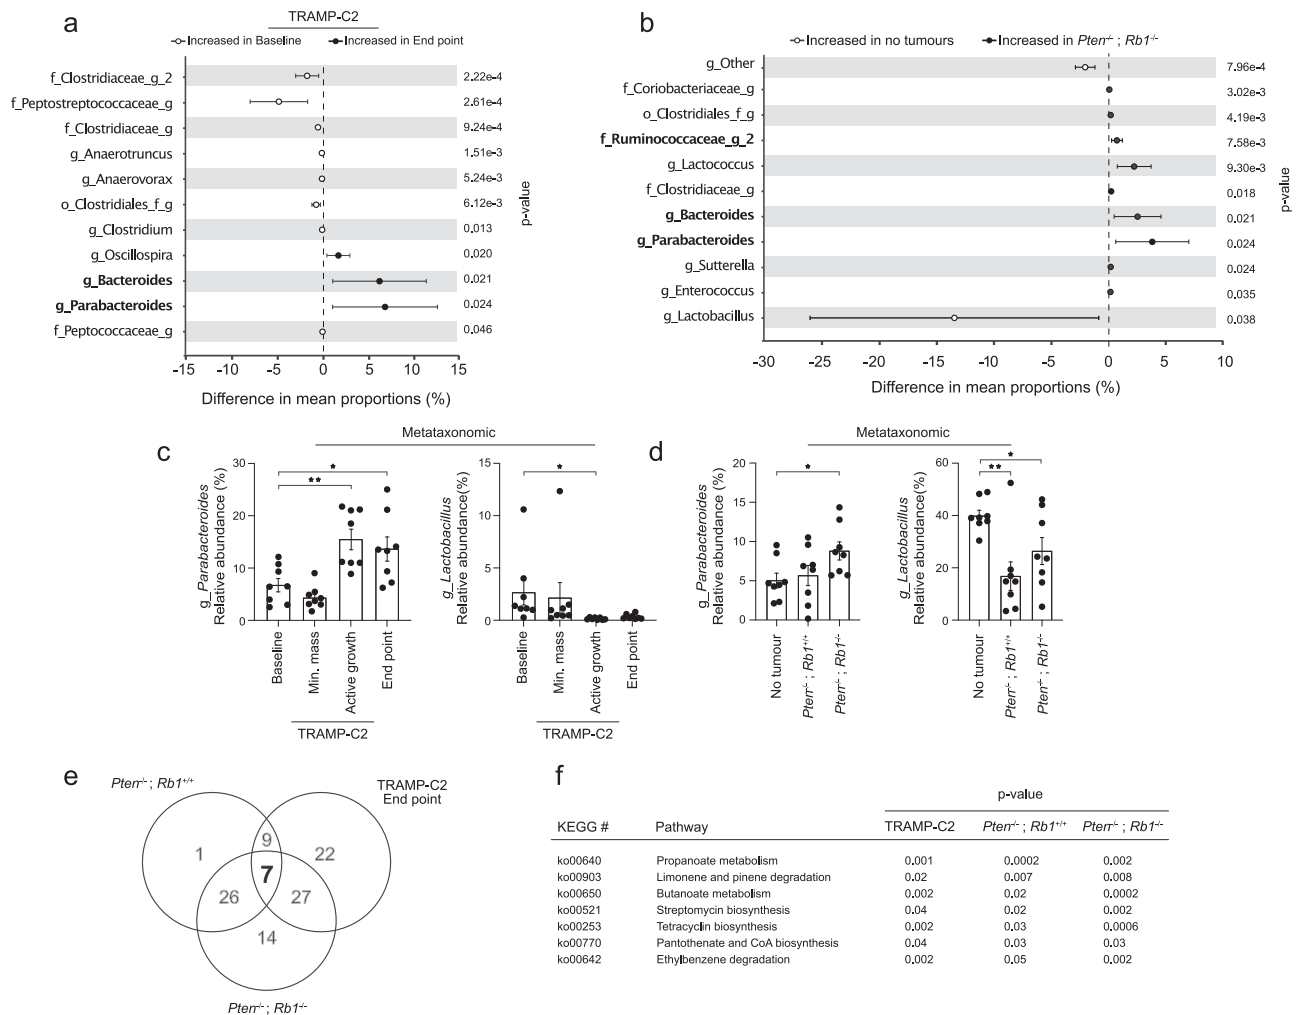 a
TRAMP-C2
Increased in Baseline
Increased in End point
f_Clostridiaceae_g_2
2.22e-4
f_Peptostreptococcaceae_g
2.61e-4
f_Clostridiaceae_g
9.24e-4
g_Anaerotruncus
1.51e-3
g_Anaerovorax
5.24e-3
o_Clostridiales_f_g
6.12e-3
g_Clostridium
0.013
g_Oscillospira
0.020
g_Bacteroides
0.021
g_Parabacteroides
0.024
f_Peptococcaceae_g
0.046
p-value
-15 -10 -5 0 5 10 15
Difference in mean proportions (%)
b
Increased in no tumours
Increased in Pten-/- ; Rb1-/-
g_Other
7.96e-4
f_Coriobacteriaceae_g
3.02e-3
o_Clostridiales_f_g
4.19e-3
f_Ruminococcaceae_g_2
7.58e-3
g_Lactococcus
9.30e-3
f_Clostridiaceae_g
0.018
g_Bacteroides
0.021
g_Parabacteroides
0.024
g_Sutterella
0.024
g_Enterococcus
0.035
g_Lactobacillus
0.038
p-value
-30 -25 -20 -15 -10 -5 0 5 10
Difference in mean proportions (%)
c
Metataxonomic
g_Parabacteroides
Relative abundance (%)
30
20
10
0
*
**
Baseline
Min. mass
Active growth
End point
TRAMP-C2
g_Lactobacillus
Relative abundance(%)
15
10
5
0
*
Baseline
Min. mass
Active growth
End point
TRAMP-C2
d
Metataxonomic
g_Parabacteroides
Relative abundance (%)
20
15
10
5
0
*
No tumour
Pten-/- ; Rb1+/+
Pten-/- ; Rb1-/-
g_Lactobacillus
Relative abundance(%)
60
40
20
0
*
**
No tumour
Pten-/- ; Rb1+/+
Pten-/- ; Rb1-/-
e
Pten-/- ; Rb1+/+
TRAMP-C2
End point
9
1
22
7
26
27
14
Pten-/- ; Rb1-/-
f
p-value
KEGG # Pathway TRAMP-C2 Pten-/- ; Rb1+/+ Pten-/- ; Rb1-/-
ko00640 Propanoate metabolism 0.001 0.0002 0.002
ko00903 Limonene and pinene degradation 0.02 0.007 0.008
ko00650 Butanoate metabolism 0.002 0.02 0.0002
ko00521 Streptomycin biosynthesis 0.04 0.02 0.002
ko00253 Tetracyclin biosynthesis 0.002 0.03 0.0006
ko00770 Pantothenate and CoA biosynthesis 0.04 0.03 0.03
ko00642 Ethylbenzene degradation 0.002 0.05 0.002